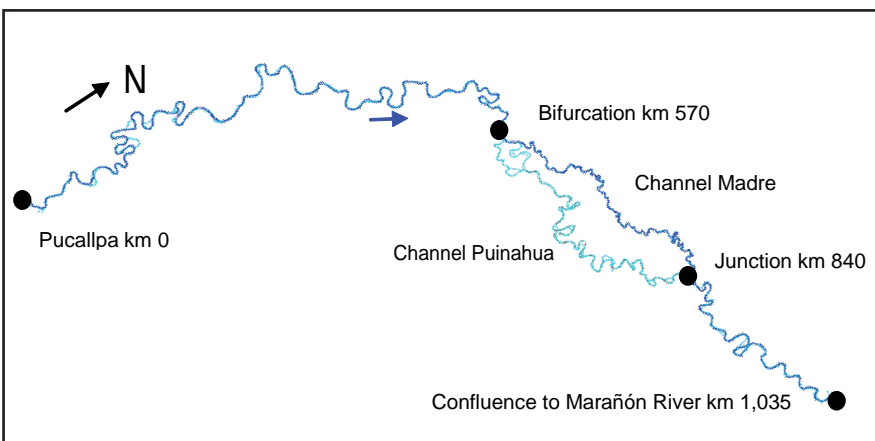 N
Bifurcation km 570
Channel Madre
Pucallpa km 0
Channel Puinahua
Junction km 840
Confluence to Marañón River km 1,035